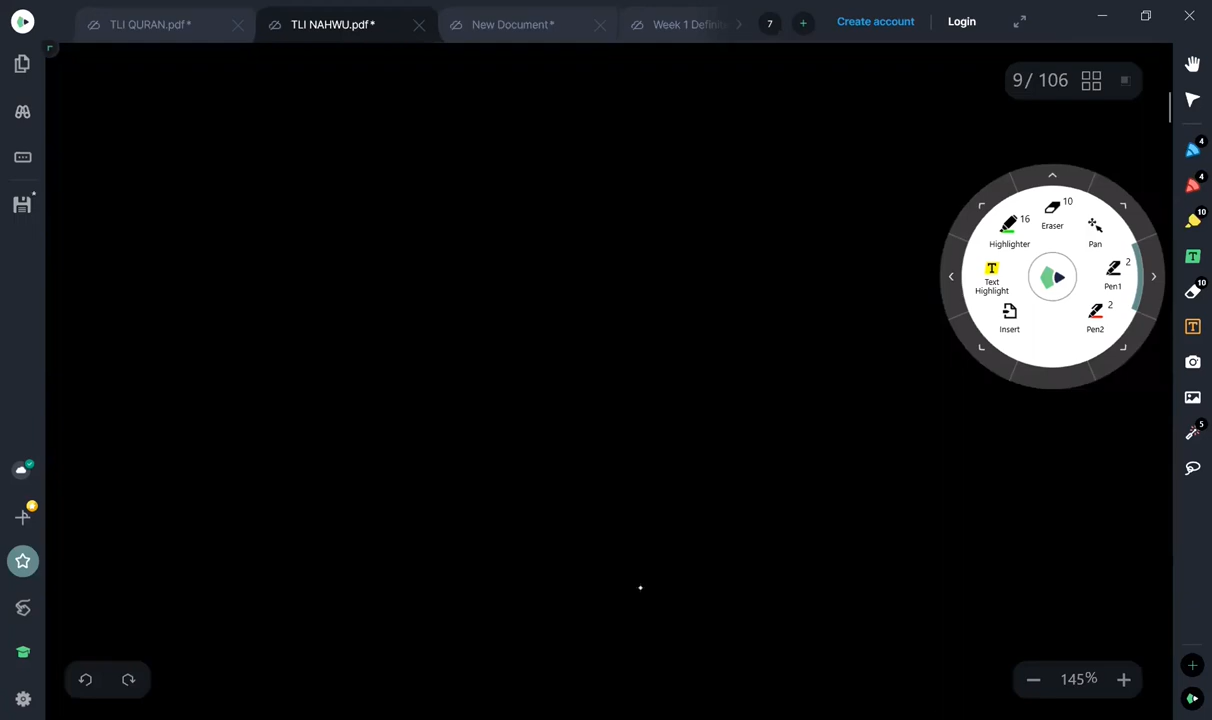 TLI QURAN.pdf*
TLI NAHWU.pdf*
New Document*
Week 1 Defini
7
Create account
Login
9/ 106
4
4
10
10
5
10
Eraser
16
Highlighter
Pan
Text
Highlight
2
Pen1
Insert
2
Pen2
145%